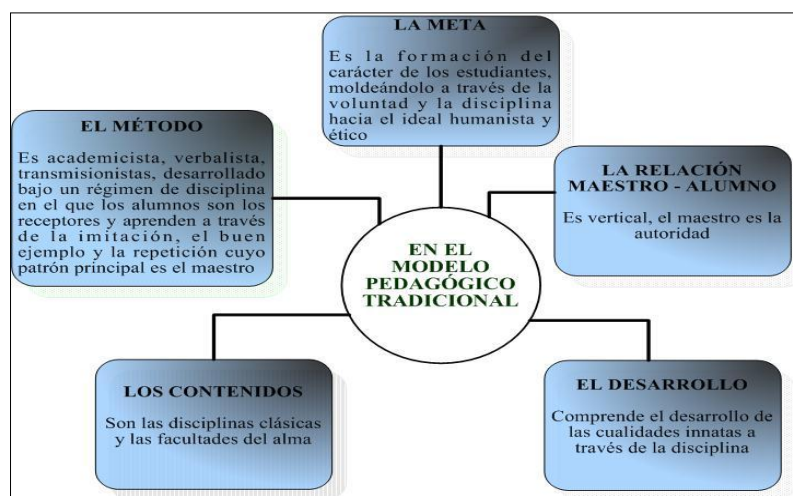 LA META
Es la formación del
carácter de los estudiantes,
moldeándolo a través de la
voluntad y la disciplina
hacia el ideal humanista y
ético
EL MÉTODO
Es academicista, verbalista,
transmisionistas, desarrollado
bajo un régimen de disciplina
en el que los alumnos son los
receptores y aprenden a través
de la imitación, el buen
ejemplo y la repetición cuyo
patrón principal es el maestro
LA RELACIÓN
MAESTRO - ALUMNO
Es vertical, el maestro es la
autoridad
EN EL
MODELO
PEDAGÓGICO
TRADICIONAL
LOS CONTENIDOS
Son las disciplinas clásicas
y las facultades del alma
EL DESARROLLO
Comprende el desarrollo de
las cualidades innatas a
través de la disciplina